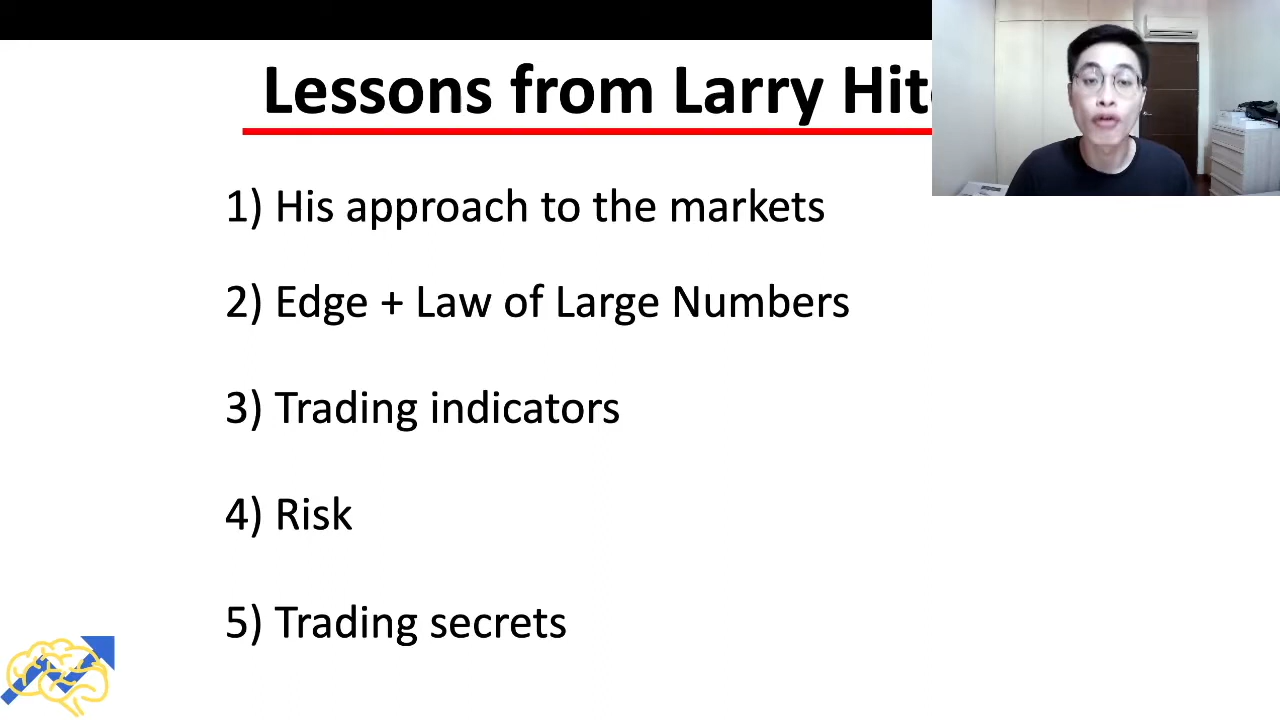 Lessons from Larry
1) His approach to the markets
2) Edge + Law of Large Numbers
3) Trading indicators
4) Risk
5) Trading secrets